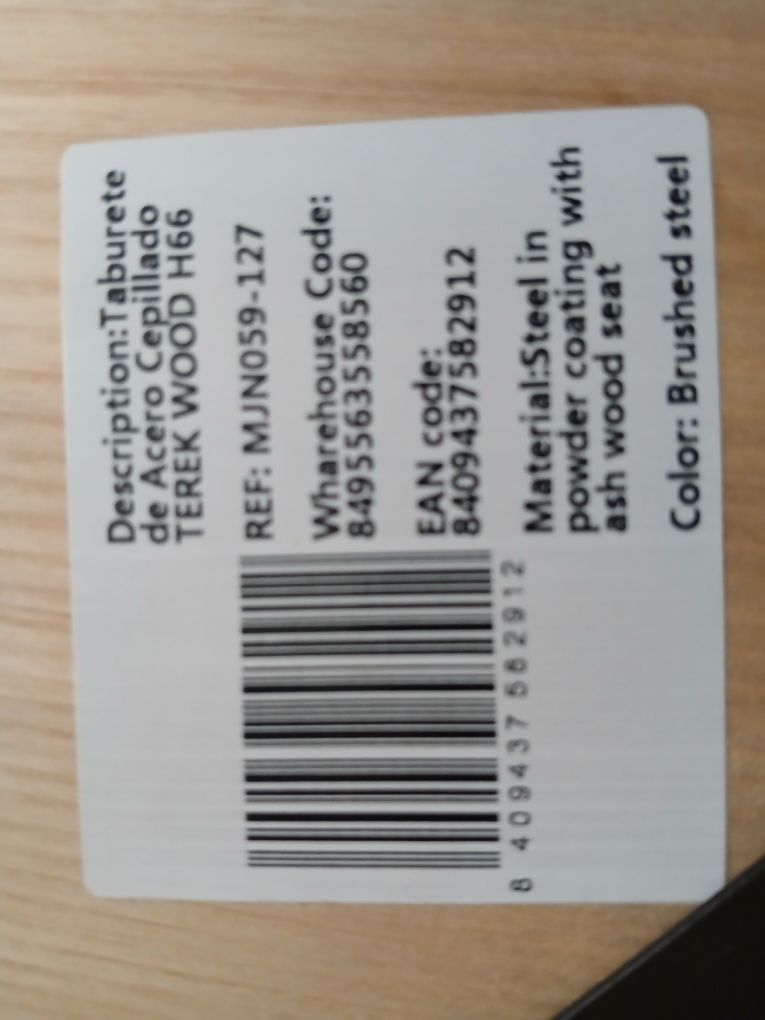 Description:Taburete
de Acero Cepillado
TEREK WOOD H66
REF: MJN059-127
Wharehouse Code:
8495563558560
EAN code:
8409437582912
Material:Steel in
powder coating with
ash wood seat
Color: Brushed steel
8 409437 582912